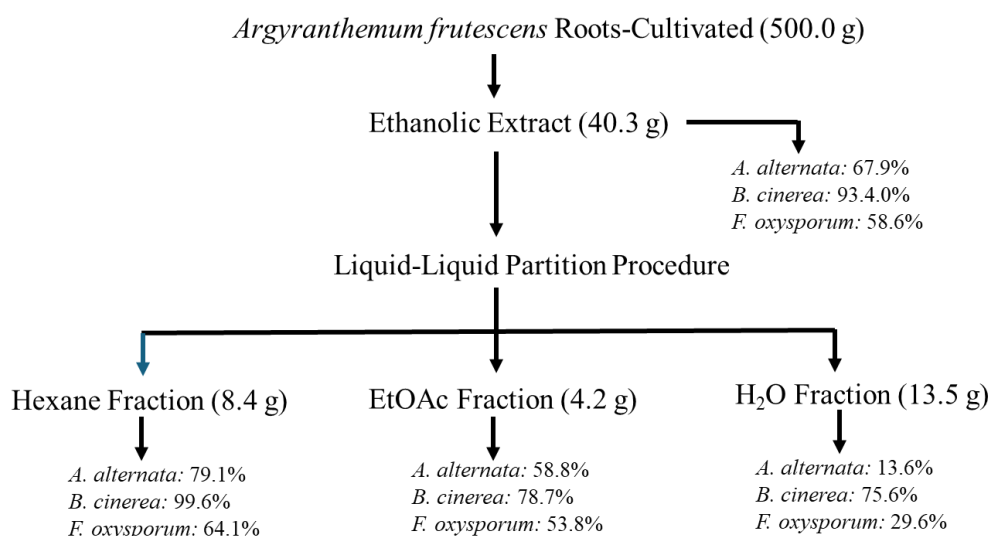 Argyranthemum frutescens Roots-Cultivated (500.0 g)
Ethanolic Extract (40.3 g)
A. alternata: 67.9%
B. cinerea: 93.4.0%
F. oxysporum: 58.6%
Liquid-Liquid Partition Procedure
Hexane Fraction (8.4 g)
A. alternata: 79.1%
B. cinerea: 99.6%
F. oxysporum: 64.1%
EtOAc Fraction (4.2 g)
A. alternata: 58.8%
B. cinerea: 78.7%
F. oxysporum: 53.8%
H₂O Fraction (13.5 g)
A. alternata: 13.6%
B. cinerea: 75.6%
F. oxysporum: 29.6%